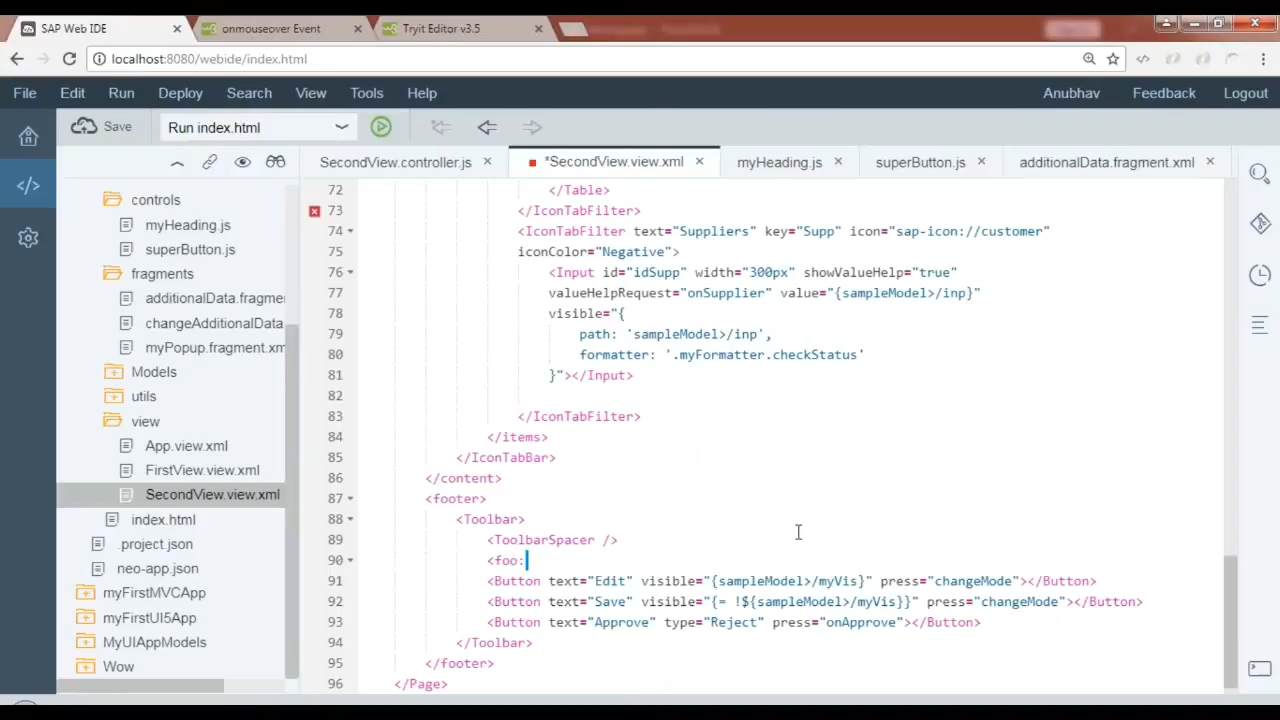 SAP Web IDE
onmouseover Event
Tryit Editor v3.5
localhost:8080/webide/index.html
File Edit Run Deploy Search View Tools Help Anubhav Feedback Logout
Save Run index.html
SecondView.controller.js *SecondView.view.xml myHeading.js superButton.js additionalData.fragment.xml
controls
myHeading.js
superButton.js
fragments
additionalData.fragme
changeAdditionalData
myPopup.fragment.xm
Models
utils
view
App.view.xml
FirstView.view.xml
SecondView.view.xml
index.html
.project.json
neo-app.json
myFirstMVCApp
myFirstUI5App
MyUIAppModels
Wow
72 </Table>
73 </IconTabFilter>
74 <IconTabFilter text="Suppliers" key="Supp" icon="sap-icon://customer"
75 iconColor="Negative">
76 <Input id="idSupp" width="300px" showValueHelp="true"
77 valueHelpRequest="onSupplier" value="{sampleModel>/inp}"
78 visible="{
79 path: 'sampleModel>/inp',
80 formatter: '.myFormatter.checkStatus'
81 }"></Input>
82
83 </IconTabFilter>
84 </items>
85 </IconTabBar>
86 </content>
87 <footer>
88 <Toolbar>
89 <ToolbarSpacer />
90 <foo:
91 <Button text="Edit" visible="{sampleModel>/myVis}" press="changeMode"></Button>
92 <Button text="Save" visible="{= !${sampleModel>/myVis}}" press="changeMode"></Button>
93 <Button text="Approve" type="Reject" press="onApprove"></Button>
94 </Toolbar>
95 </footer>
96 </Page>